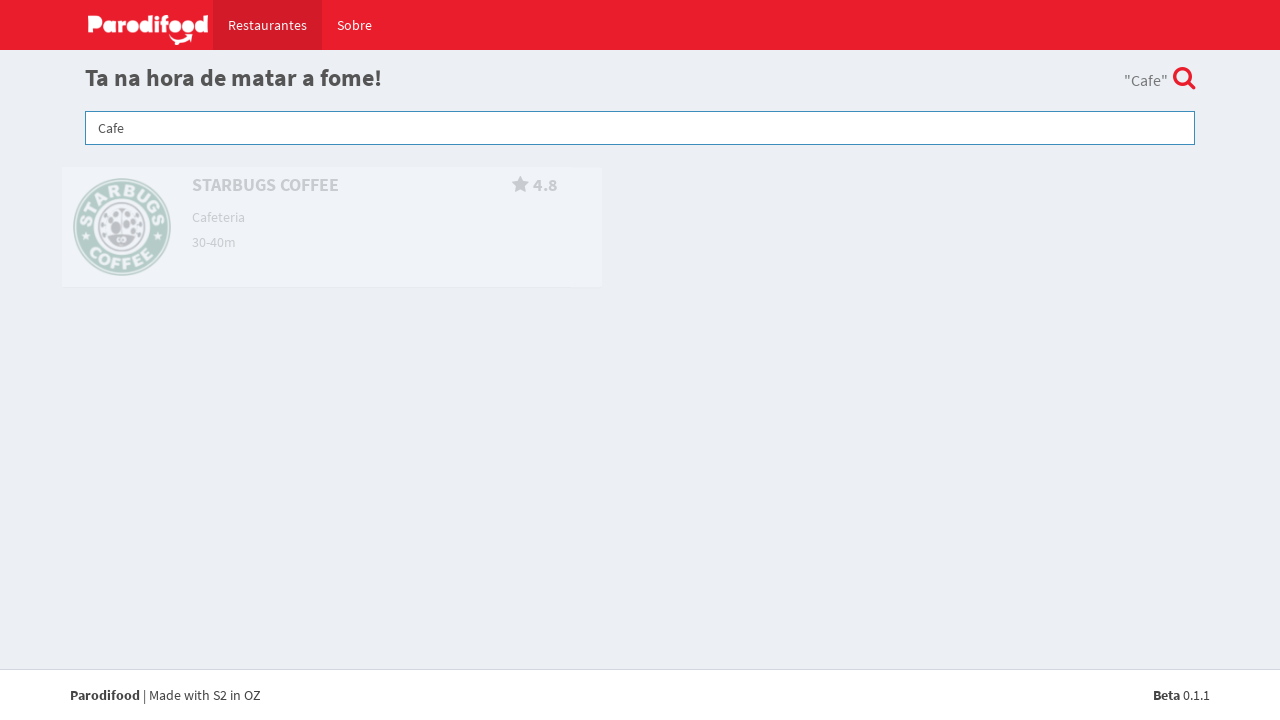 Parodifood Restaurantes Sobre
Ta na hora de matar a fome!
"Cafe"
Cafe
STARBUGS COFFEE
4.8
STARBUGS COFFEE
Cafeteria
30-40m
Parodifood | Made with S2 in OZ
Beta 0.1.1